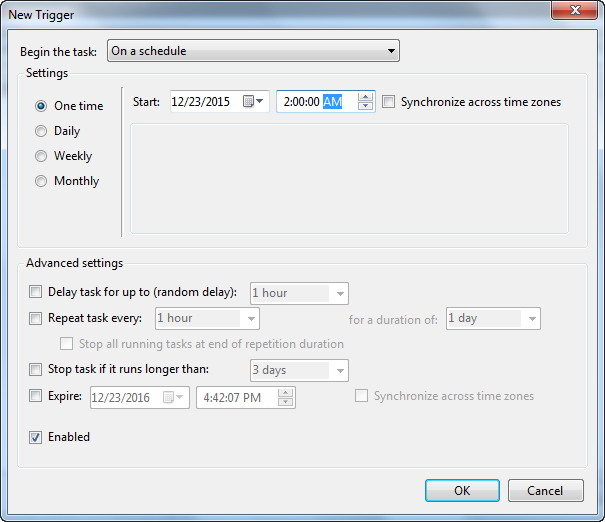 New Trigger
Begin the task: On a schedule
Settings
One time
Start: 12/23/2015 2:00:00 AM Synchronize across time zones
Daily
Weekly
Monthly
Advanced settings
Delay task for up to (random delay): 1 hour
Repeat task every: 1 hour for a duration of: 1 day
Stop all running tasks at end of repetition duration
Stop task if it runs longer than: 3 days
Expire: 12/23/2016 4:42:07 PM Synchronize across time zones
Enabled
OK Cancel